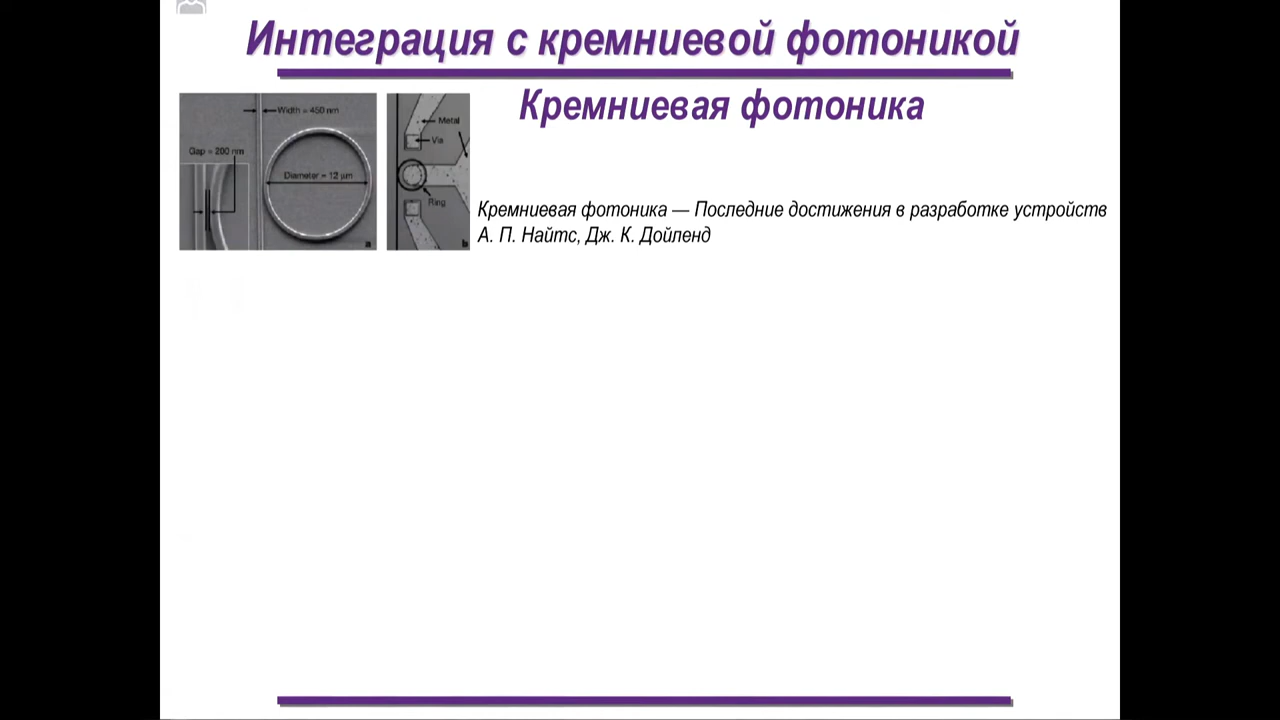 Интеграция с кремниевой фотоникой
Кремниевая фотоника
Width = 450 nm
Gap = 200 nm
Diameter = 12 μm
a
Metal
Via
Ring
b
Кремниевая фотоника — Последние достижения в разработке устройств
А. П. Найтс, Дж. К. Дойленд